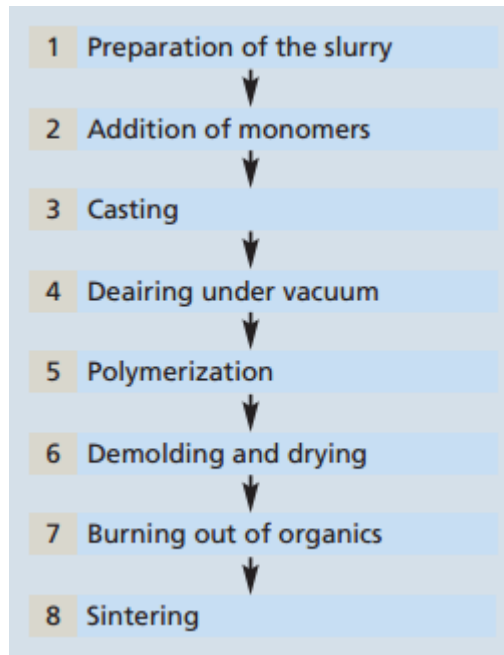 1 Preparation of the slurry
2 Addition of monomers
3 Casting
4 Deairing under vacuum
5 Polymerization
6 Demolding and drying
7 Burning out of organics
8 Sintering